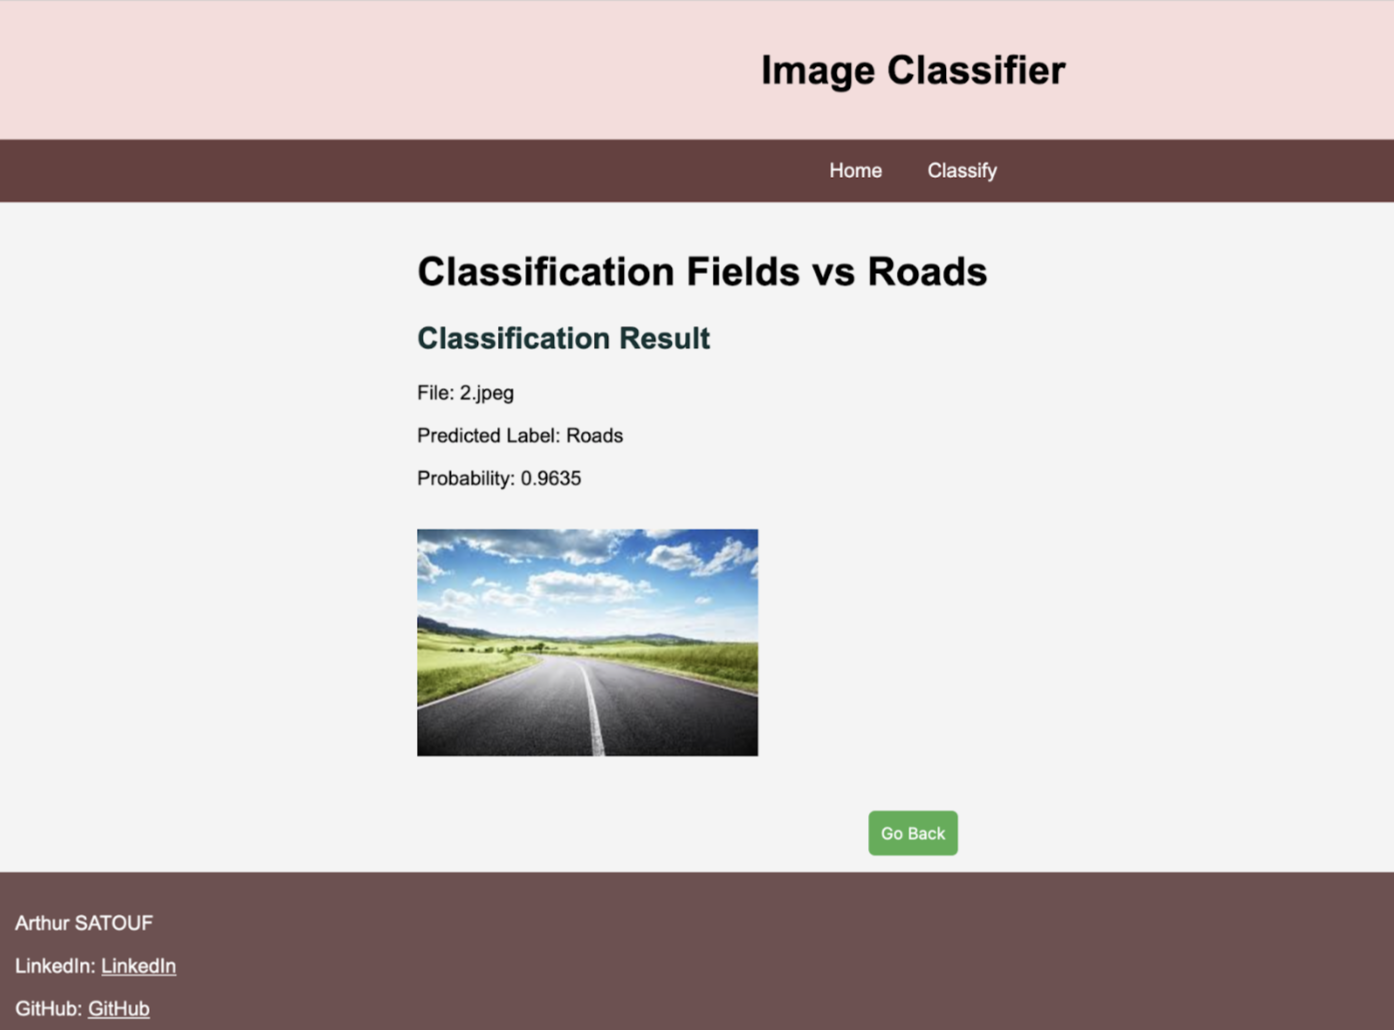 Image Classifier
Home Classify
Classification Fields vs Roads
Classification Result
File: 2.jpeg
Predicted Label: Roads
Probability: 0.9635
Go Back
Arthur SATOUF
LinkedIn: LinkedIn
GitHub: GitHub